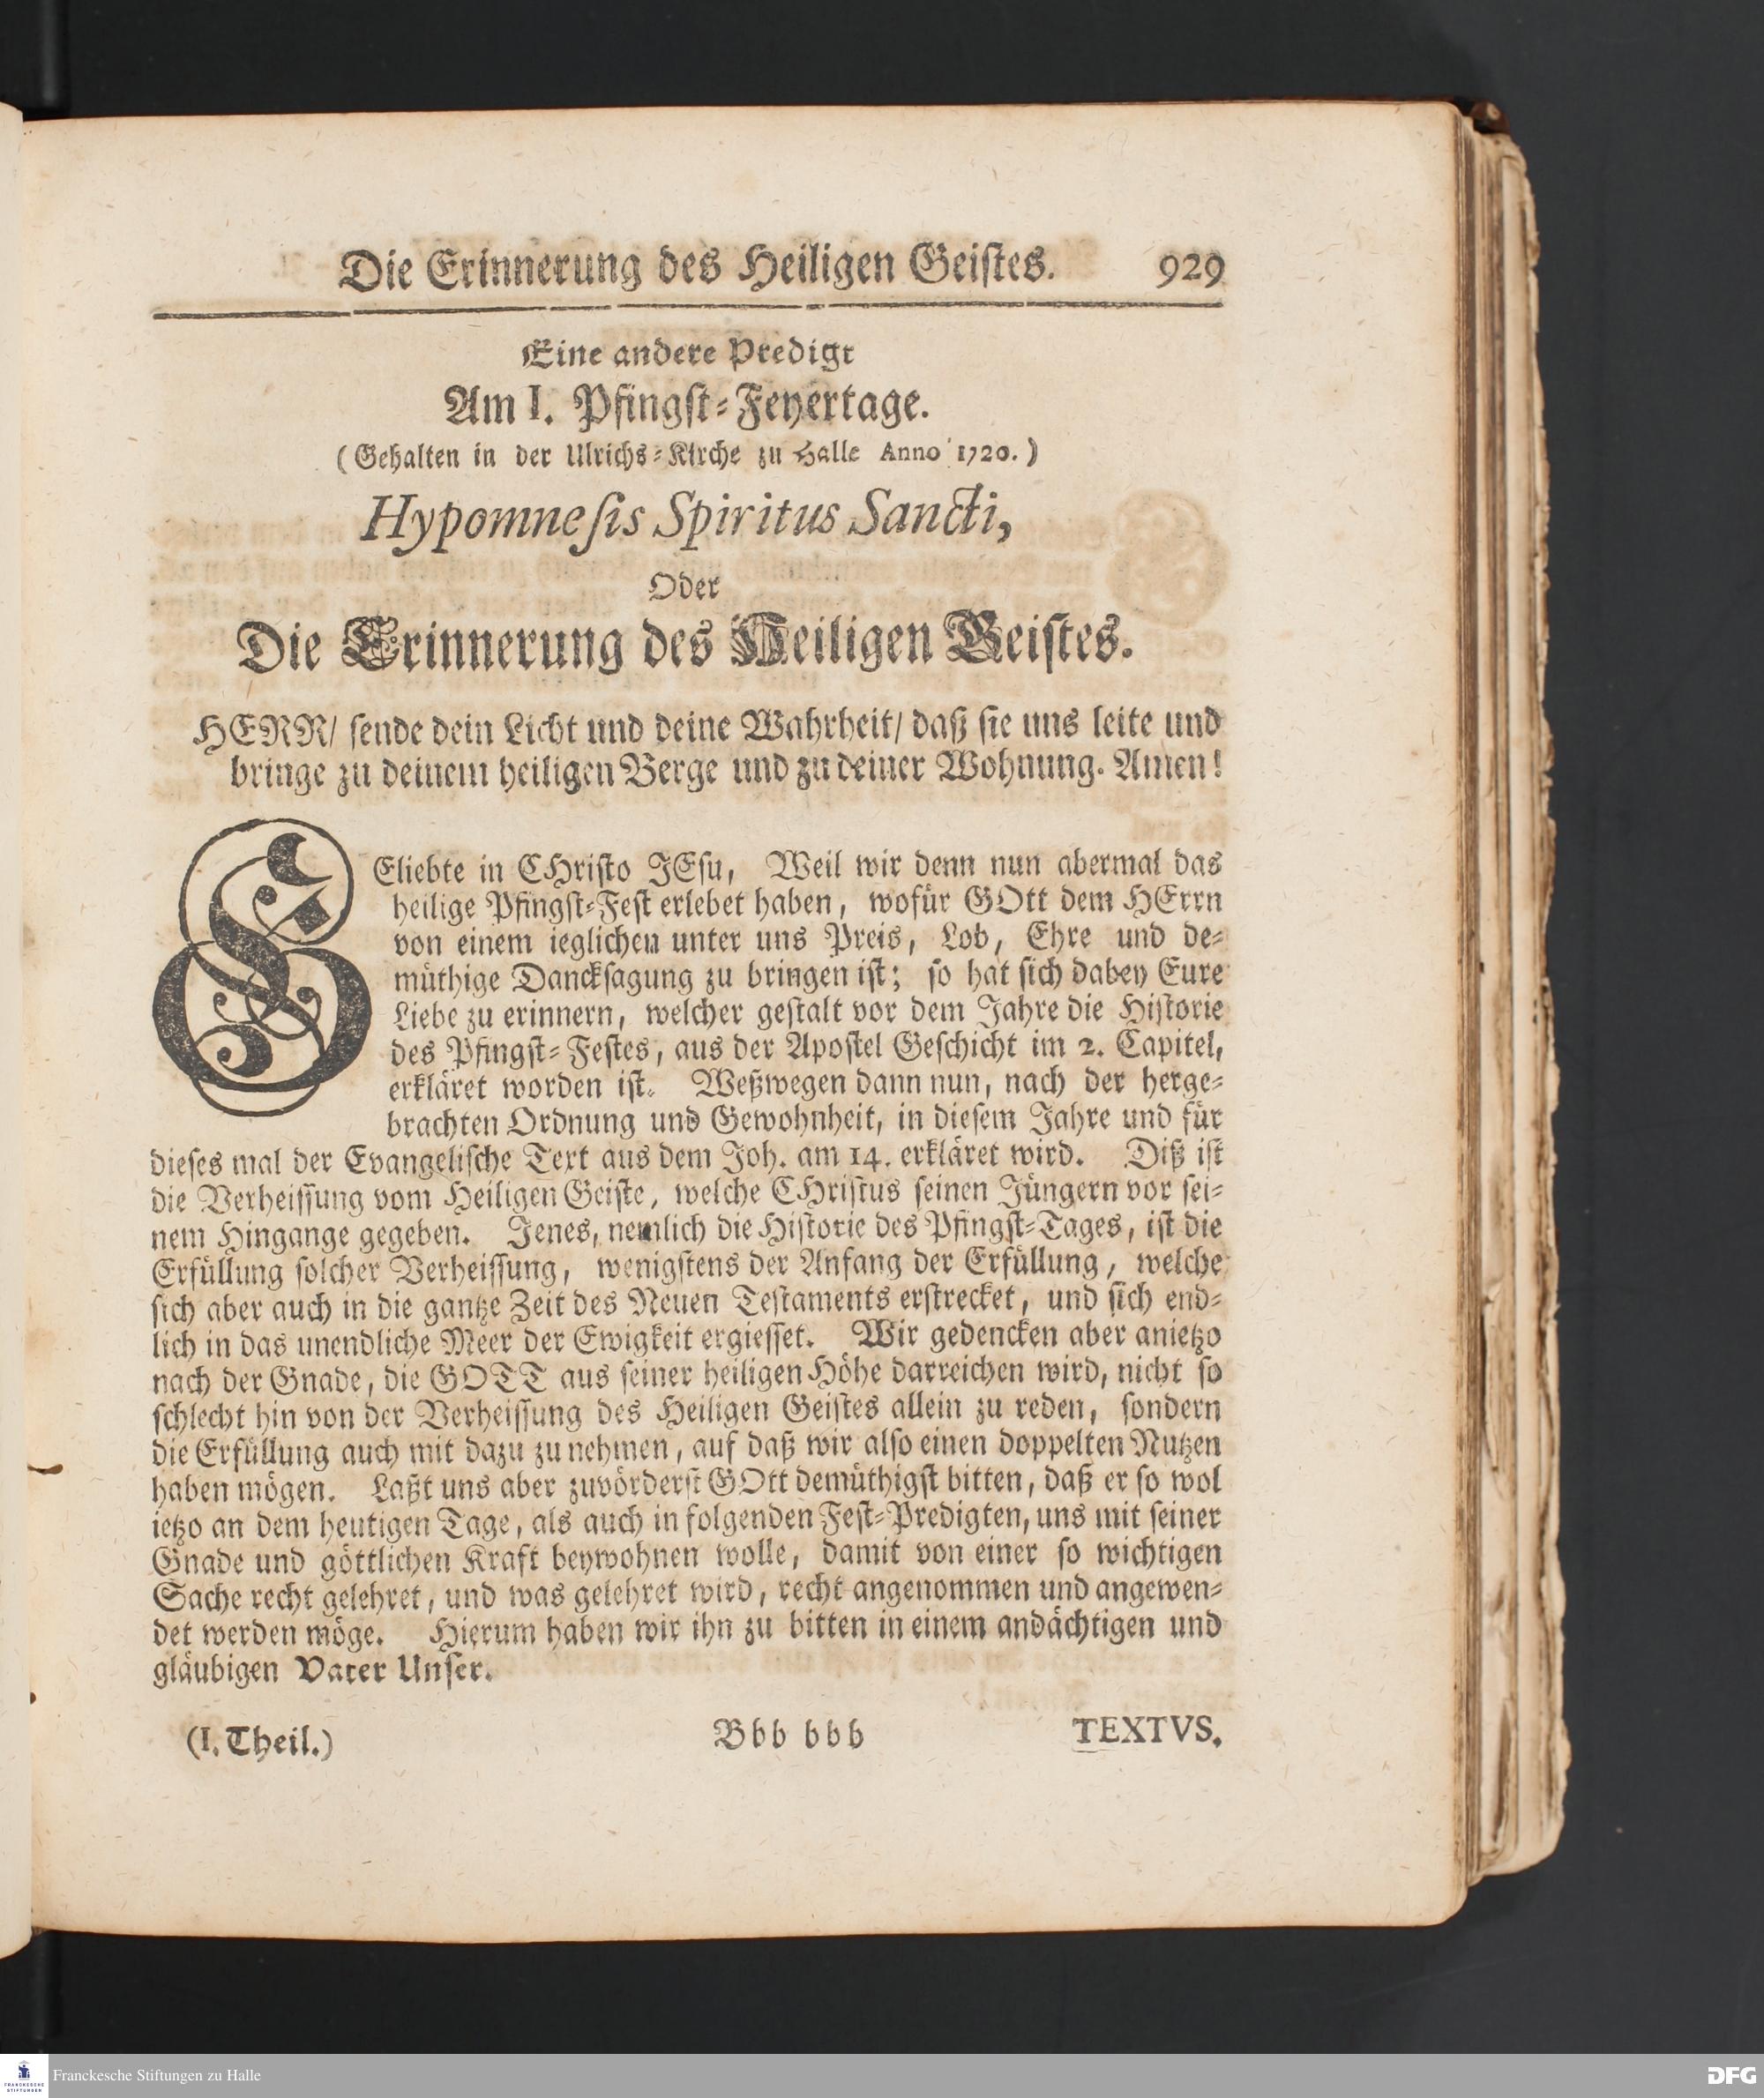 Die Erinnerung des Heiligen Geistes. 929
Eine andere Predigt
Am I. Pfingst-Feyertage.
(Gehalten in der Ulrichs-Kirche zu Halle Anno 1720.)
Hypomnesis Spiritus Sancti,
Oder
Die Erinnerung des Heiligen Geistes.
HERR/ sende dein Licht und deine Wahrheit/ daß sie uns leite und
bringe zu deinem heiligen Berge und zu deiner Wohnung. Amen!
GEliebte in CHristo JEsu, Weil wir denn nun abermal das
heilige Pfingst-Fest erlebet haben, wofür GOtt dem HErrn
von einem ieglichen unter uns Preis, Lob, Ehre und de-
müthige Dancksagung zu bringen ist; so hat sich dabey Eure
Liebe zu erinnern, welcher gestalt vor dem Jahre die Historie
des Pfingst-Festes, aus der Apostel Geschicht im 2. Capitel,
erkläret worden ist. Weßwegen dann nun, nach der herge-
brachten Ordnung und Gewohnheit, in diesem Jahre und für
dieses mal der Evangelische Text aus dem Joh. am 14. erkläret wird. Diß ist
die Verheissung vom Heiligen Geiste, welche CHristus seinen Jüngern vor sei-
nem Hingange gegeben. Jenes, nemlich die Historie des Pfingst-Tages, ist die
Erfüllung solcher Verheissung, wenigstens der Anfang der Erfüllung, welche
sich aber auch in die gantze Zeit des Neuen Testaments erstrecket, und sich end-
lich in das unendliche Meer der Ewigkeit ergiesset. Wir gedencken aber anietzo
nach der Gnade, die GOTT aus seiner heiligen Höhe darreichen wird, nicht so
schlecht hin von der Verheissung des Heiligen Geistes allein zu reden, sondern
die Erfüllung auch mit dazu zu nehmen, auf daß wir also einen doppelten Nutzen
haben mögen. Laßt uns aber zuvörderst GOtt demüthigst bitten, daß er so wol
ietzo an dem heutigen Tage, als auch in folgenden Fest-Predigten, uns mit seiner
Gnade und göttlichen Kraft beywohnen wolle, damit von einer so wichtigen
Sache recht gelehret, und was gelehret wird, recht angenommen und angewen-
det werden möge. Hierum haben wir ihn zu bitten in einem andächtigen und
gläubigen Vater Unser.
(I. Theil.) Bbb bbb TEXTVS.
FRANCKESCHE
STIFTUNGEN
Franckesche Stiftungen zu Halle
DFG